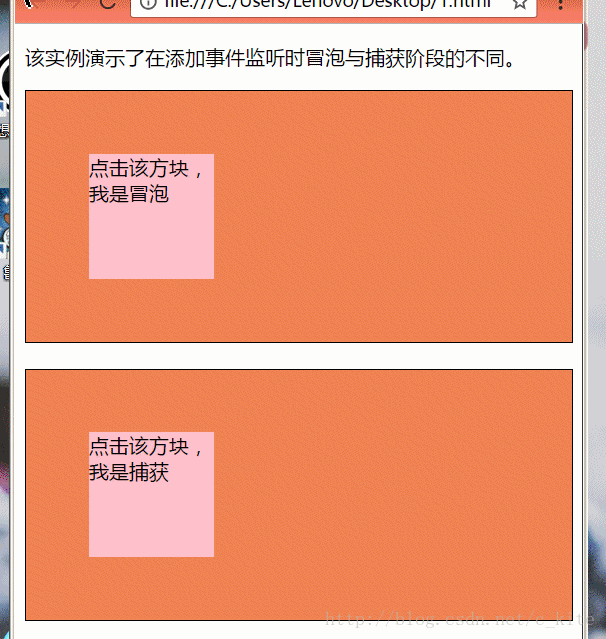 file:///C:/Users/Lenovo/Desktop/1.html
该实例演示了在添加事件监听时冒泡与捕获阶段的不同。
点击该方块，
我是冒泡
点击该方块，
我是捕获
http://blog.csdn.net/c_kite